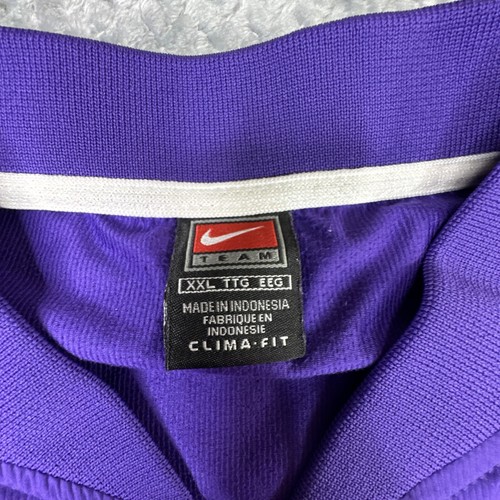 TEAM
XXL TTG EEG
MADE IN INDONESIA
FABRIQUE EN
INDONESIE
CLIMA·FIT